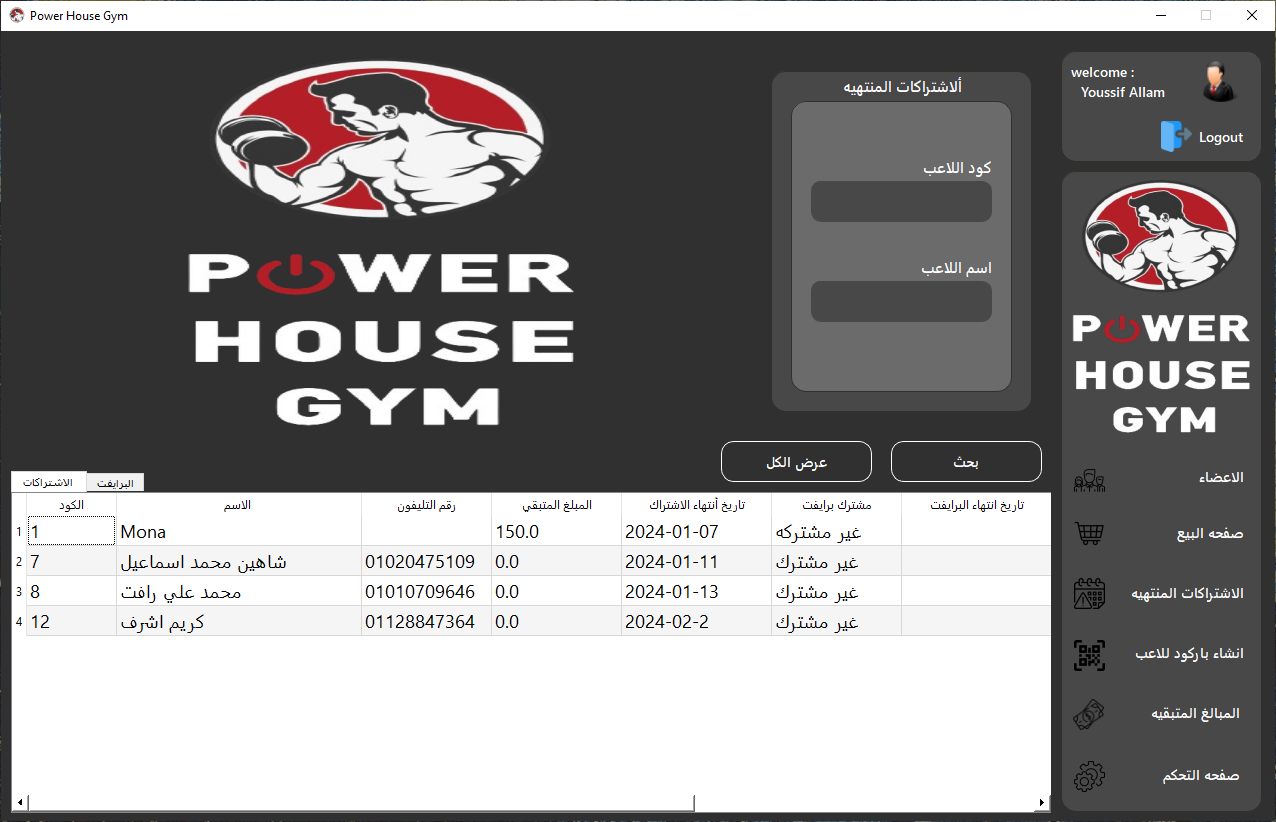 Power House Gym
welcome :
Youssif Allam
Logout
POWER
HOUSE
GYM
ألاشتراكات المنتهيه
كود اللاعب
اسم اللاعب
عرض الكل
بحث
POWER
HOUSE
GYM
الاعضاء
صفحه البيع
الاشتراكات المنتهيه
انشاء باركود للاعب
المبالغ المتبقيه
صفحه التحكم
الاشتراكات البرايفت
الكود الاسم رقم التليفون المبلغ المتبقي تاريخ أنتهاء الاشتراك مشترك برايفت تاريخ انتهاء البرايفت
1 1 Mona 150.0 2024-01-07 غير مشتركه
2 7 شاهين محمد اسماعيل 01020475109 0.0 2024-01-11 غير مشترك
3 8 محمد علي رافت 01010709646 0.0 2024-01-13 غير مشترك
4 12 كريم اشرف 01128847364 0.0 2024-02-2 غير مشترك